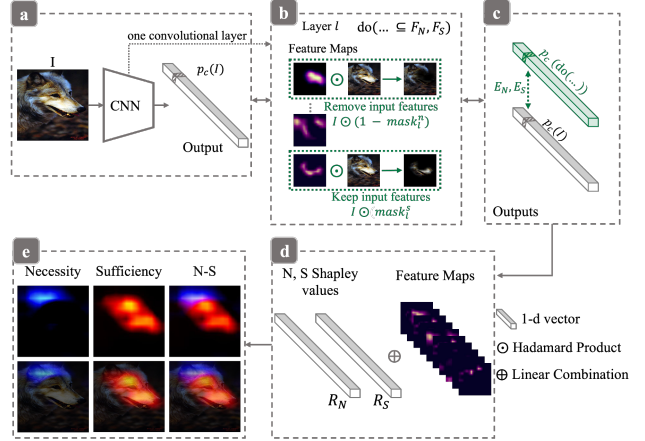 a
one convolutional layer
I
CNN
p_c(I)
Output
b
Layer l do(... ⊆ F_N, F_S)
Feature Maps
Remove input features
I ⊙ (1 − mask_i^n)
Keep input features
I ⊙ mask_i^s
c
p_c(do(...))
E_N, E_S
p_c(I)
Outputs
d
N, S Shapley
values
Feature Maps
R_N R_S
1-d vector
Hadamard Product
Linear Combination
e
Necessity Sufficiency N-S